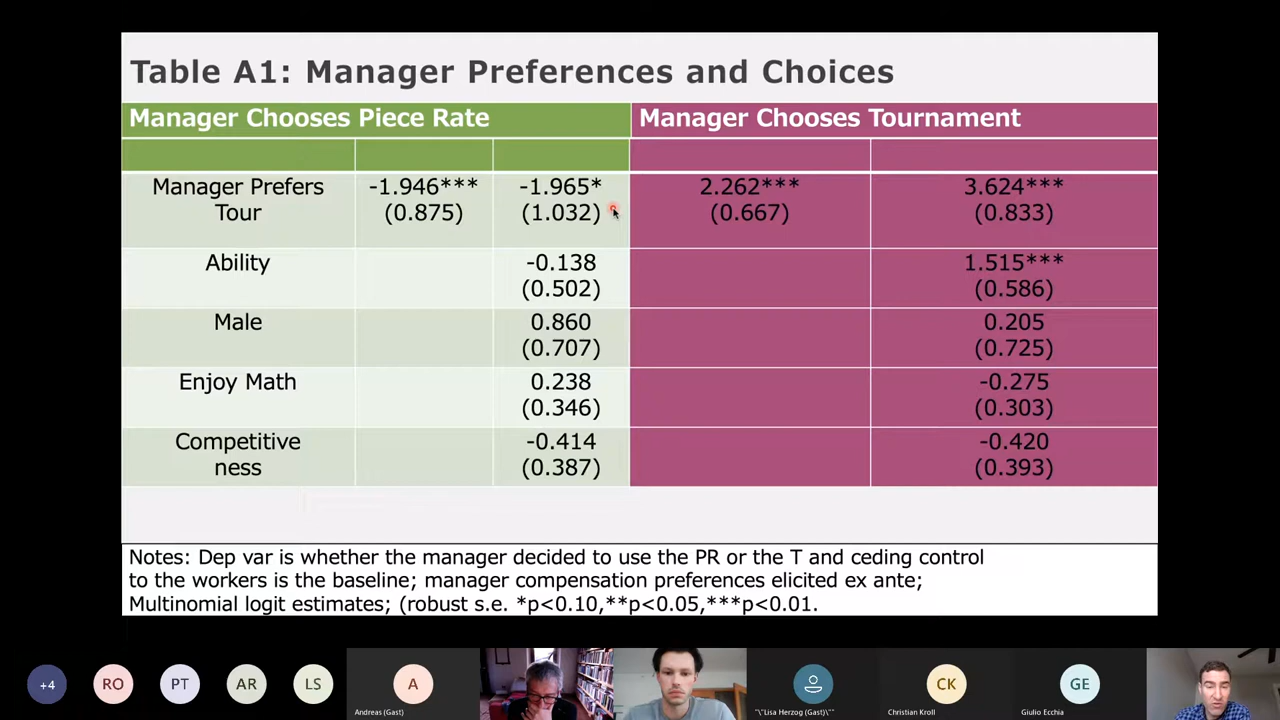 Table A1: Manager Preferences and Choices
Manager Chooses Piece Rate
Manager Chooses Tournament
Manager Prefers Tour
-1.946*** (0.875)
-1.965* (1.032)
2.262*** (0.667)
3.624*** (0.833)
Ability
-0.138 (0.502)
1.515*** (0.586)
Male
0.860 (0.707)
0.205 (0.725)
Enjoy Math
0.238 (0.346)
-0.275 (0.303)
Competitive ness
-0.414 (0.387)
-0.420 (0.393)
Notes: Dep var is whether the manager decided to use the PR or the T and ceding control
to the workers is the baseline; manager compensation preferences elicited ex ante;
Multinomial logit estimates; (robust s.e. *p<0.10,**p<0.05,***p<0.01.
+4
RO
PT
AR
LS
A
CK
GE
Andreas (Gast)
"\"Lisa Herzog (Gast)\""
Christian Kroll
Giulio Ecchia